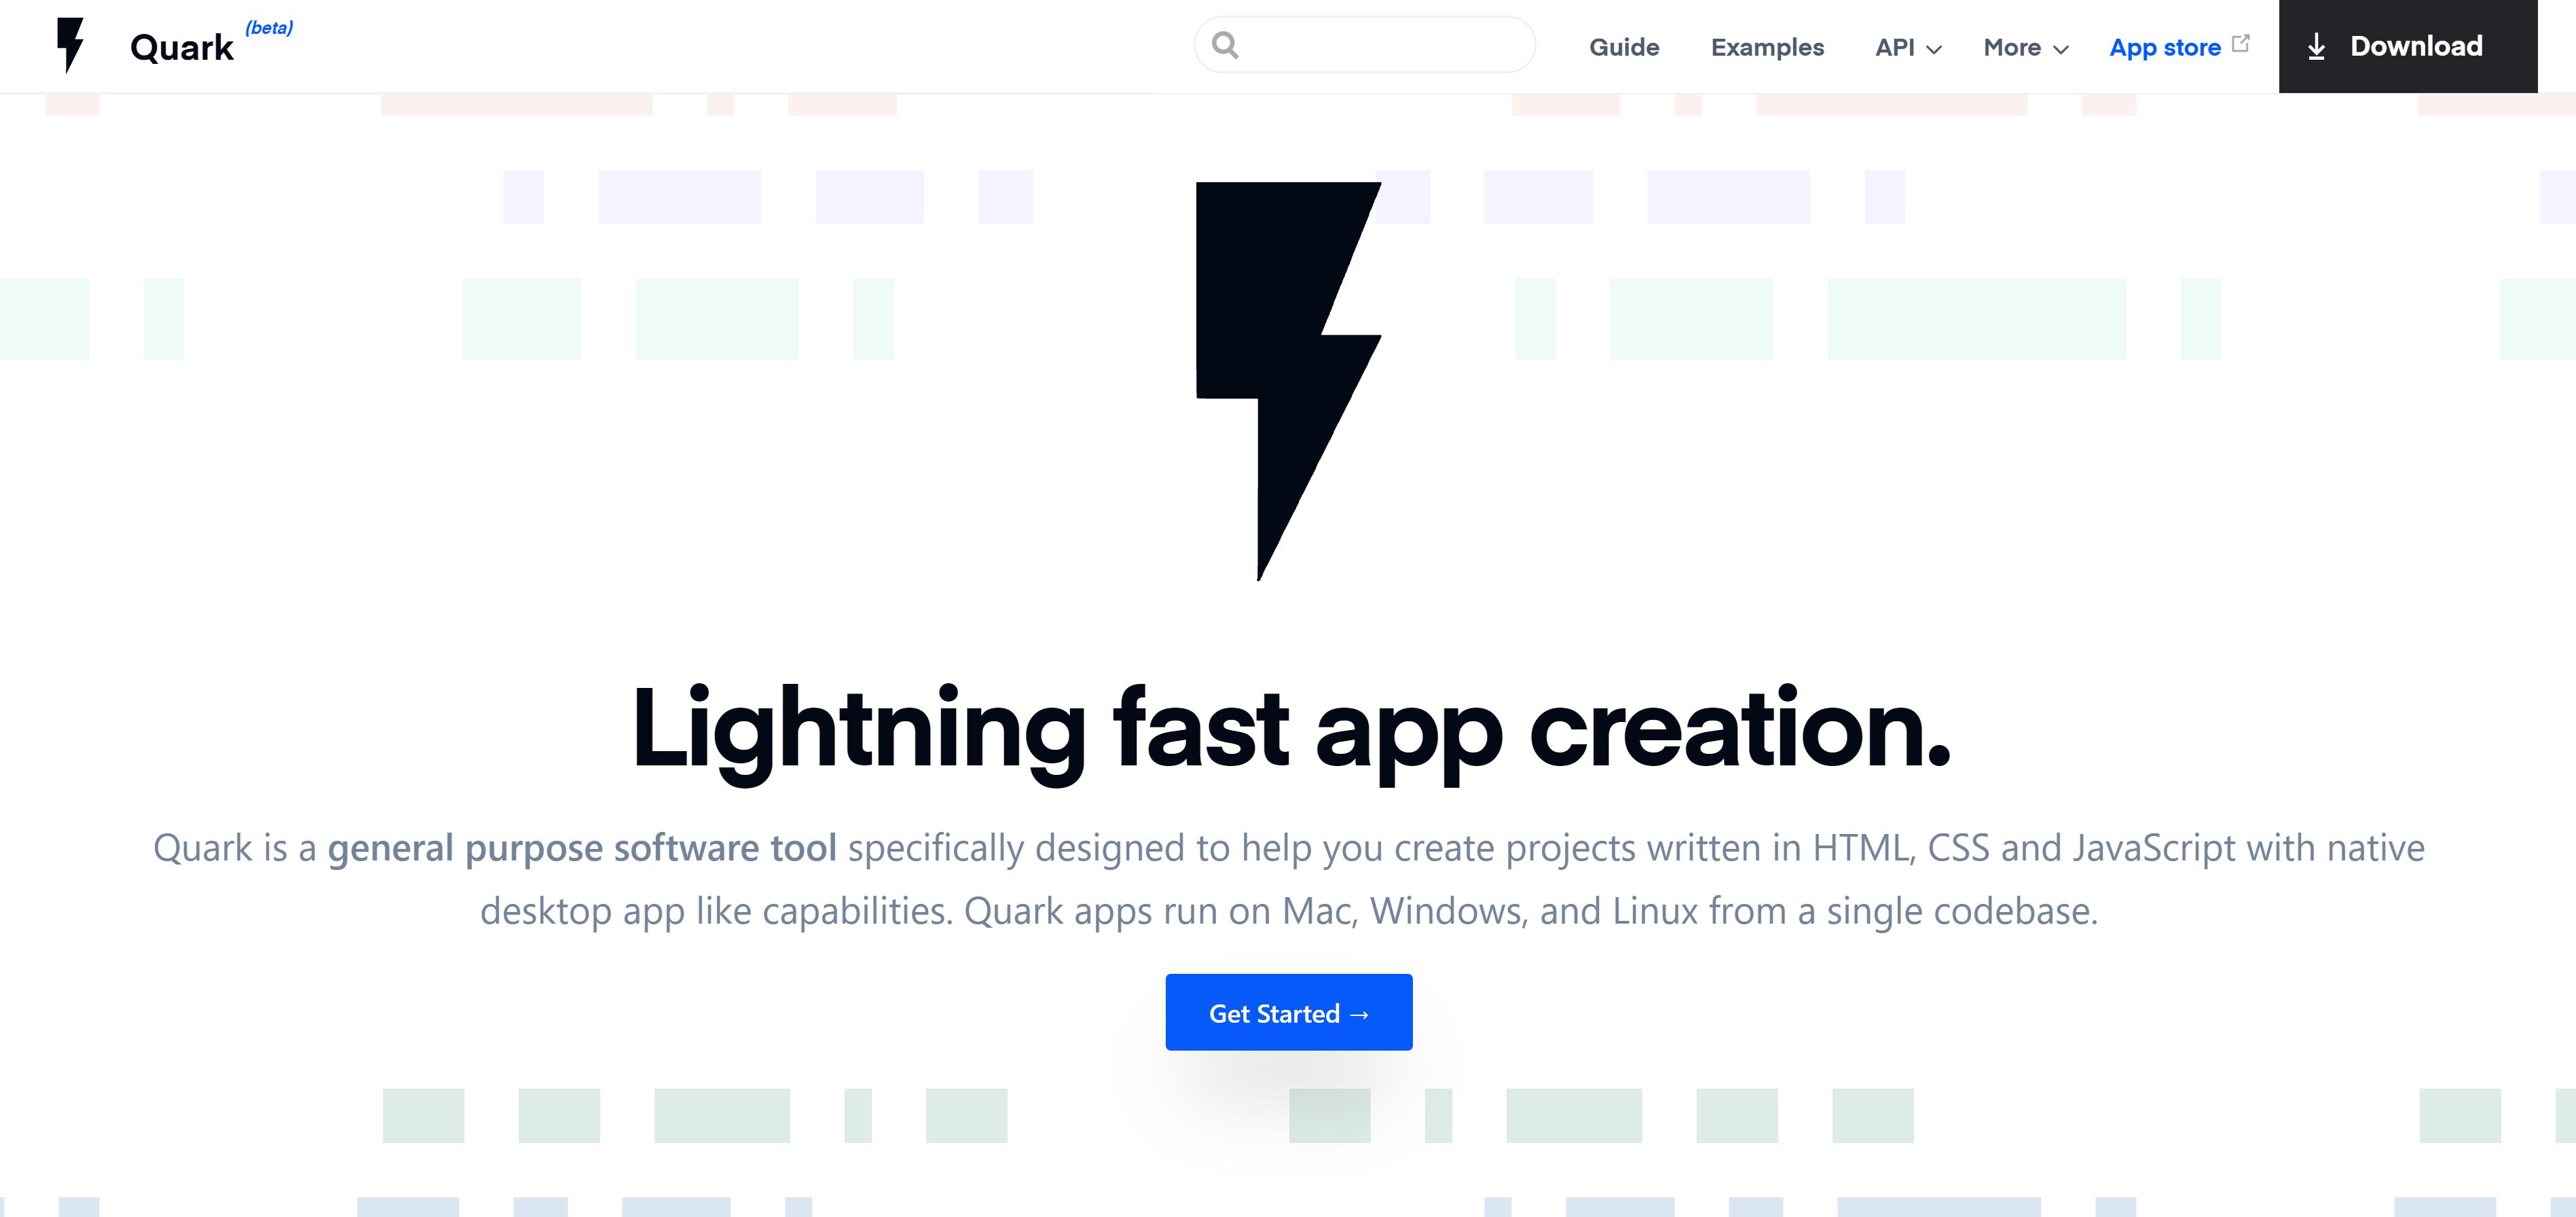 Quark (beta)
Guide Examples API More App store Download
Lightning fast app creation.
Quark is a general purpose software tool specifically designed to help you create projects written in HTML, CSS and JavaScript with native
desktop app like capabilities. Quark apps run on Mac, Windows, and Linux from a single codebase.
Get Started →